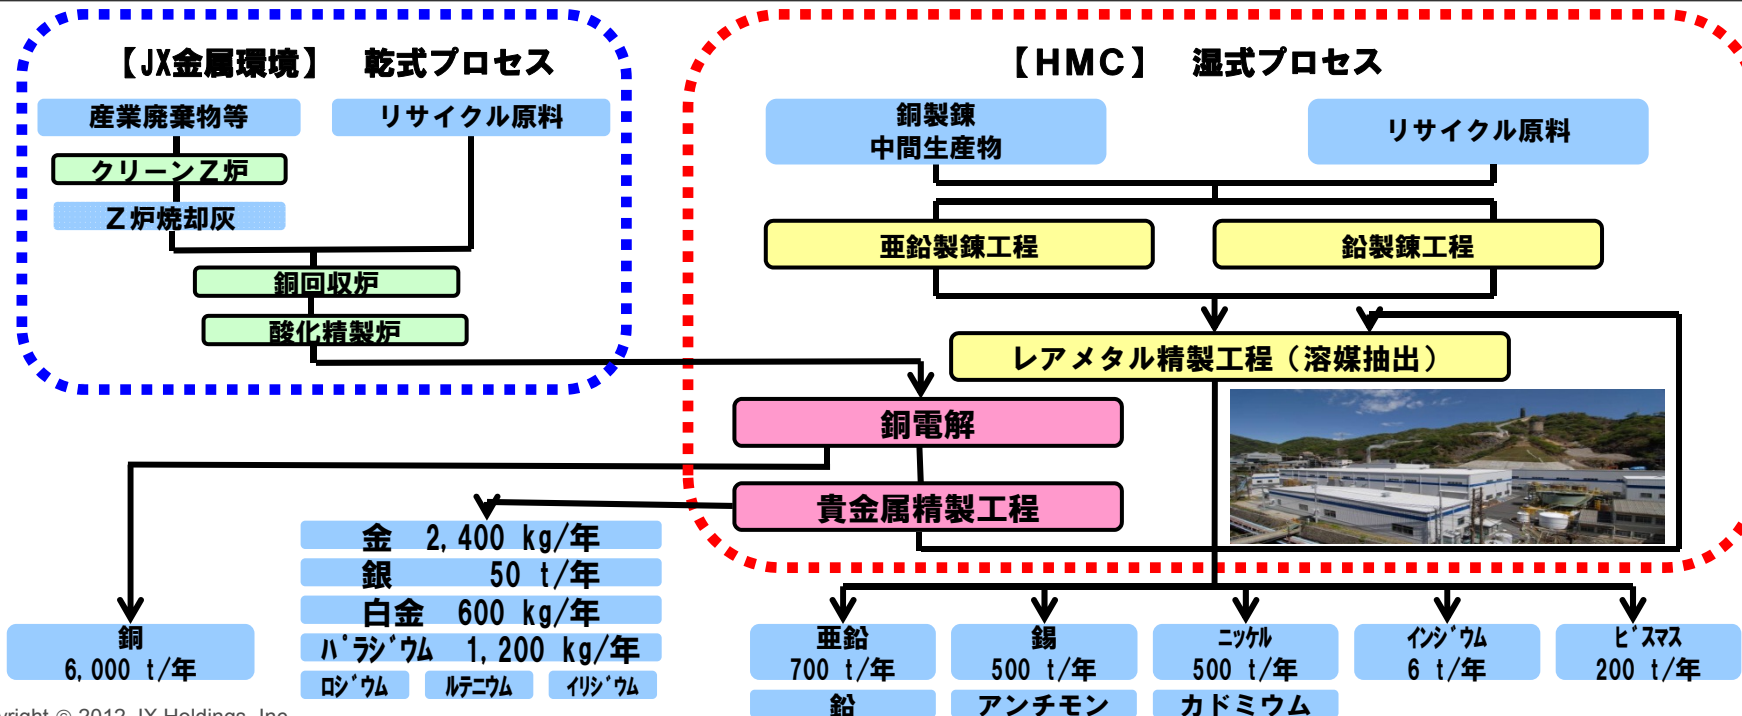 【JX金属環境】 乾式プロセス
産業廃棄物等
リサイクル原料
クリーンZ炉
Z炉焼却灰
銅回収炉
酸化精製炉
【HMC】 湿式プロセス
銅製錬
中間生産物
リサイクル原料
亜鉛製錬工程
鉛製錬工程
レアメタル精製工程(溶媒抽出)
銅電解
貴金属精製工程
金 2,400 kg/年
銀 50 t/年
白金 600 kg/年
パラジウム 1,200 kg/年
ロジウム
ルテニウム
イリジウム
銅
6,000 t/年
亜鉛
700 t/年
錫
500 t/年
ニッケル
500 t/年
インジウム
6 t/年
ビスマス
200 t/年
鉛
アンチモン
カドミウム
yright © 2012 JX Holdings, Inc